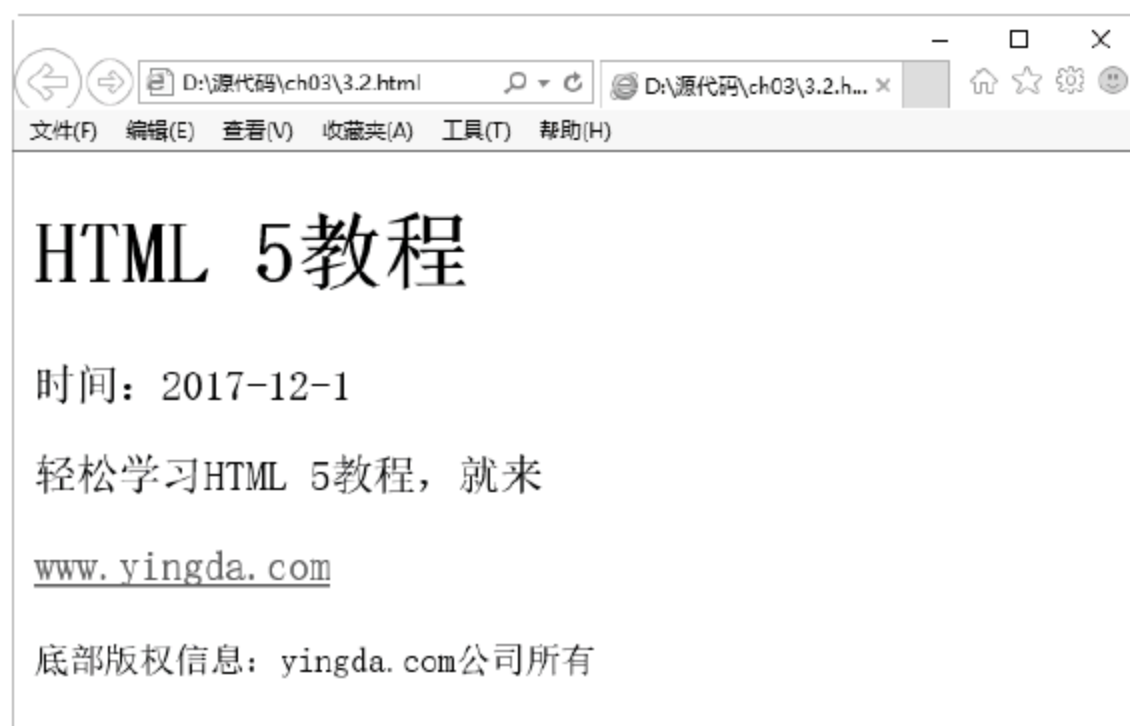 D:\源代码\ch03\3.2.html D:\源代码\ch03\3.2.h...
文件(F) 编辑(E) 查看(V) 收藏夹(A) 工具(T) 帮助(H)
HTML 5教程
时间：2017-12-1
轻松学习HTML 5教程，就来
www.yingda.com
底部版权信息：yingda.com公司所有